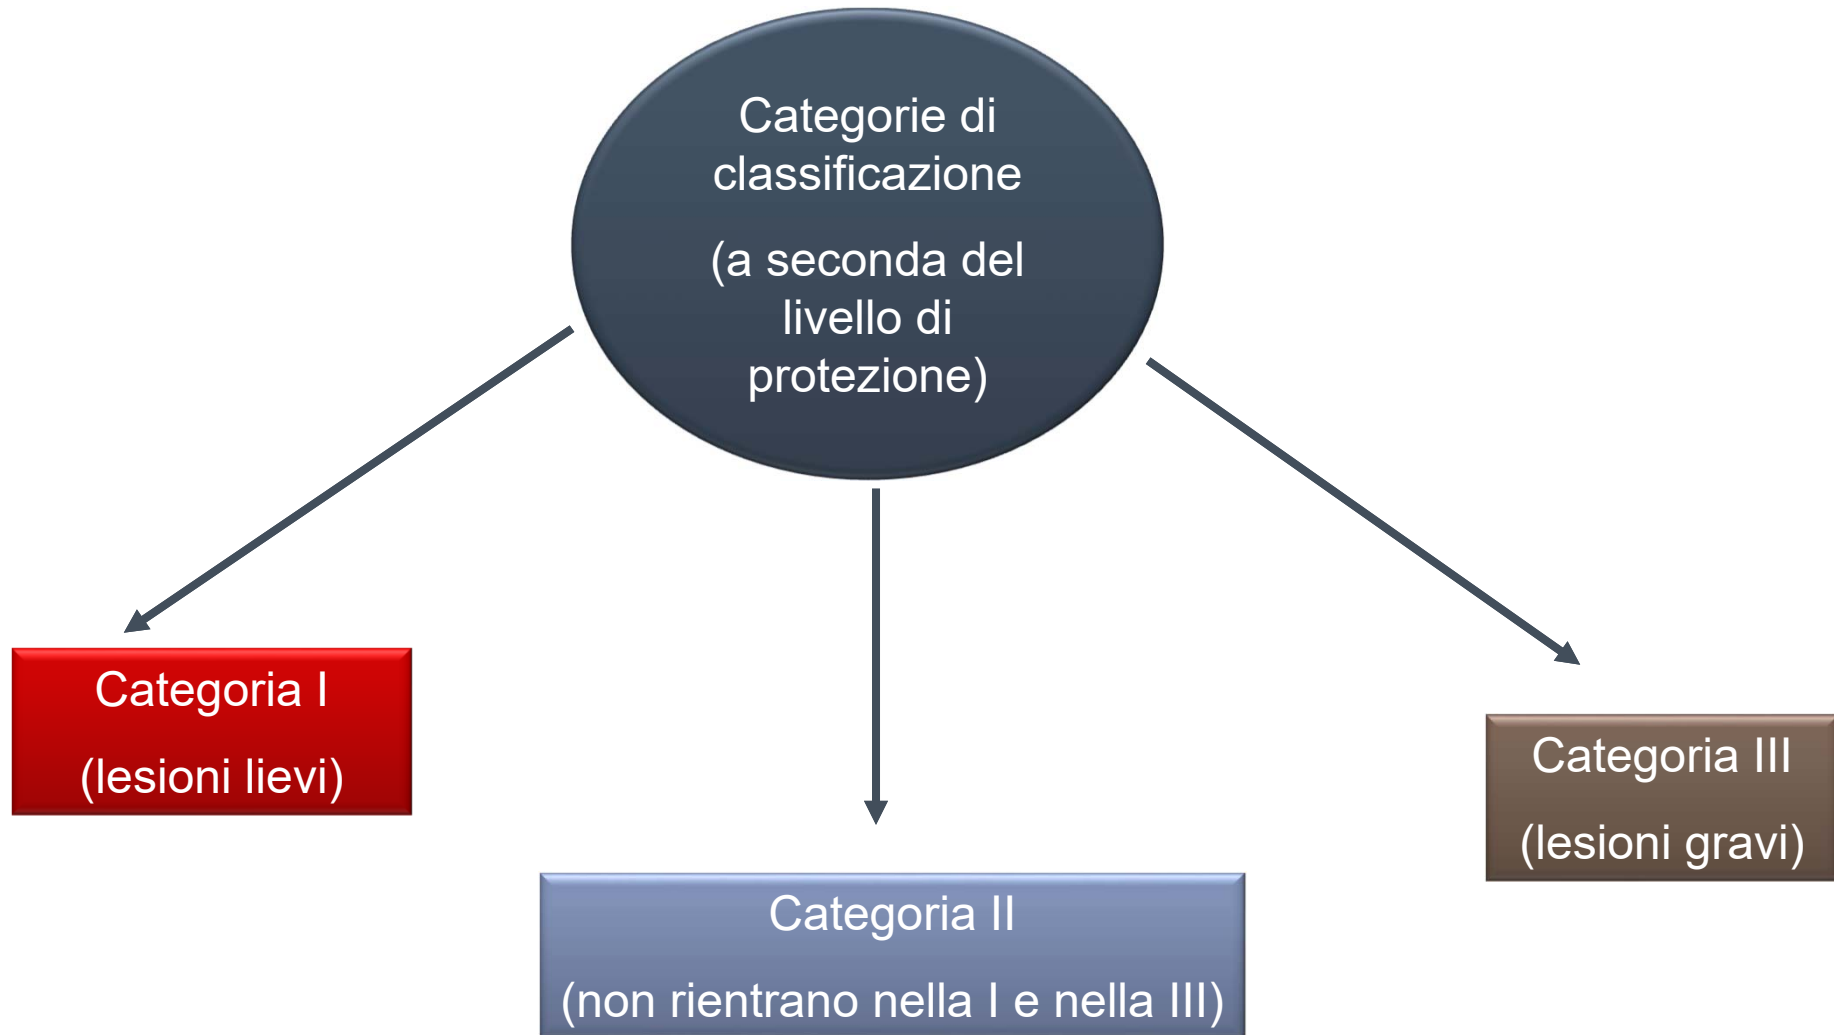 Categorie di
classificazione
(a seconda del
livello di
protezione)
Categoria I
(lesioni lievi)
Categoria III
(lesioni gravi)
Categoria II
(non rientrano nella I e nella III)